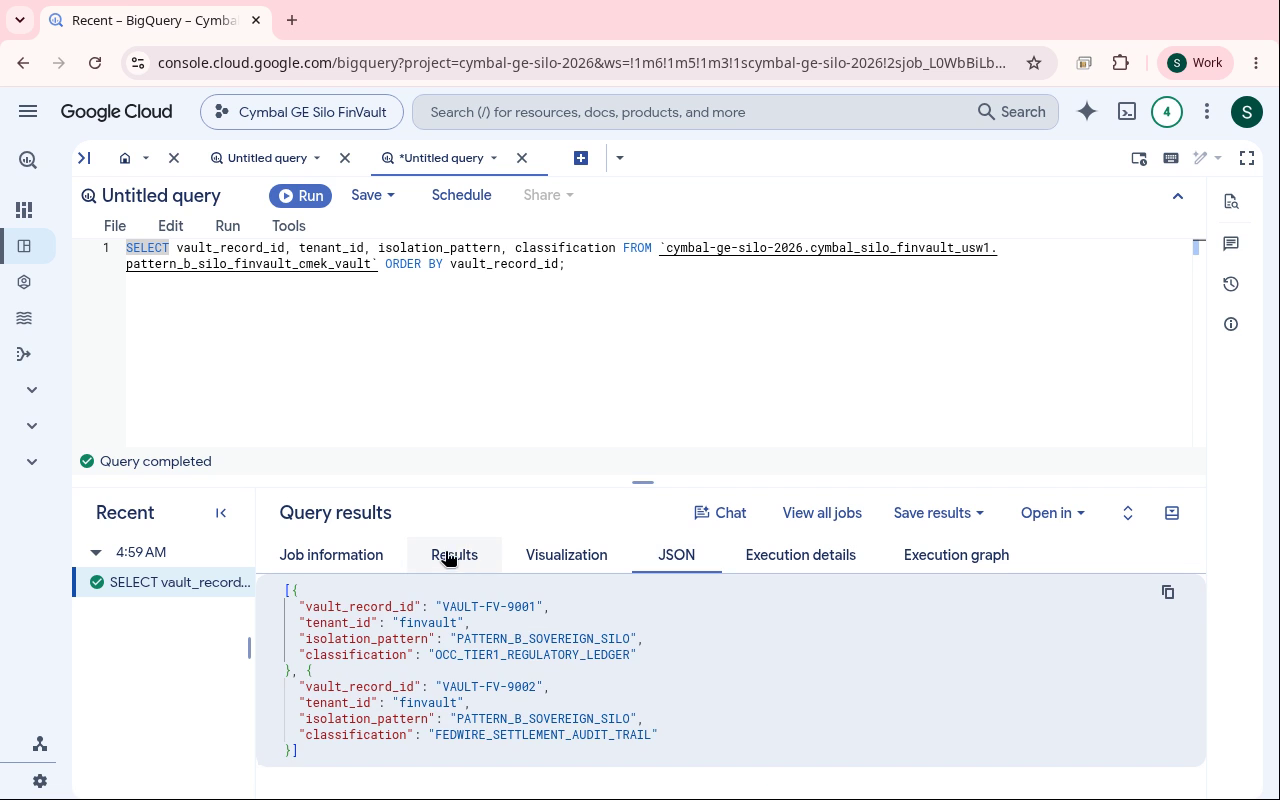 Recent – BigQuery – Cymba
console.cloud.google.com/bigquery?project=cymbal-ge-silo-2026&ws=!1m6!1m5!1m3!1scymbal-ge-silo-2026!2sjob_L0WbBiLb...
S Work
Google Cloud
Cymbal GE Silo FinVault
Search (/) for resources, docs, products, and more
Search
4
S
Untitled query
*Untitled query
Untitled query
Run
Save
Schedule
Share
File Edit Run Tools
1 SELECT vault_record_id, tenant_id, isolation_pattern, classification FROM `cymbal-ge-silo-2026.cymbal_silo_finvault_usw1.
pattern_b_silo_finvault_cmek_vault` ORDER BY vault_record_id;
Query completed
Recent
4:59 AM
SELECT vault_record...
Query results
Chat
View all jobs
Save results
Open in
Job information
Results
Visualization
JSON
Execution details
Execution graph
[{
"vault_record_id": "VAULT-FV-9001",
"tenant_id": "finvault",
"isolation_pattern": "PATTERN_B_SOVEREIGN_SILO",
"classification": "OCC_TIER1_REGULATORY_LEDGER"
}, {
"vault_record_id": "VAULT-FV-9002",
"tenant_id": "finvault",
"isolation_pattern": "PATTERN_B_SOVEREIGN_SILO",
"classification": "FEDWIRE_SETTLEMENT_AUDIT_TRAIL"
}]